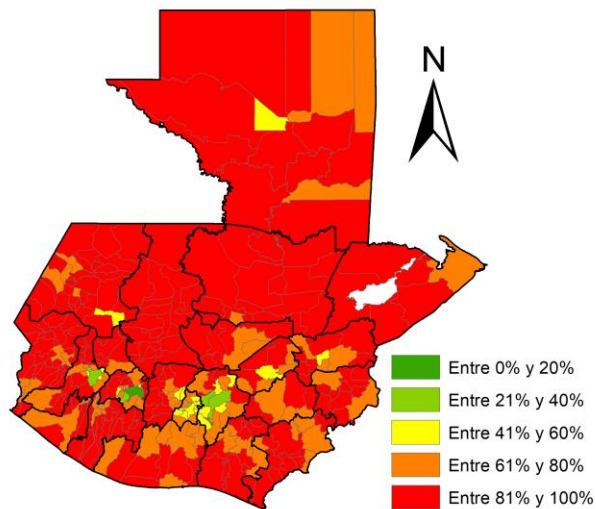 N
Entre 0% y 20%
Entre 21% y 40%
Entre 41% y 60%
Entre 61% y 80%
Entre 81% y 100%